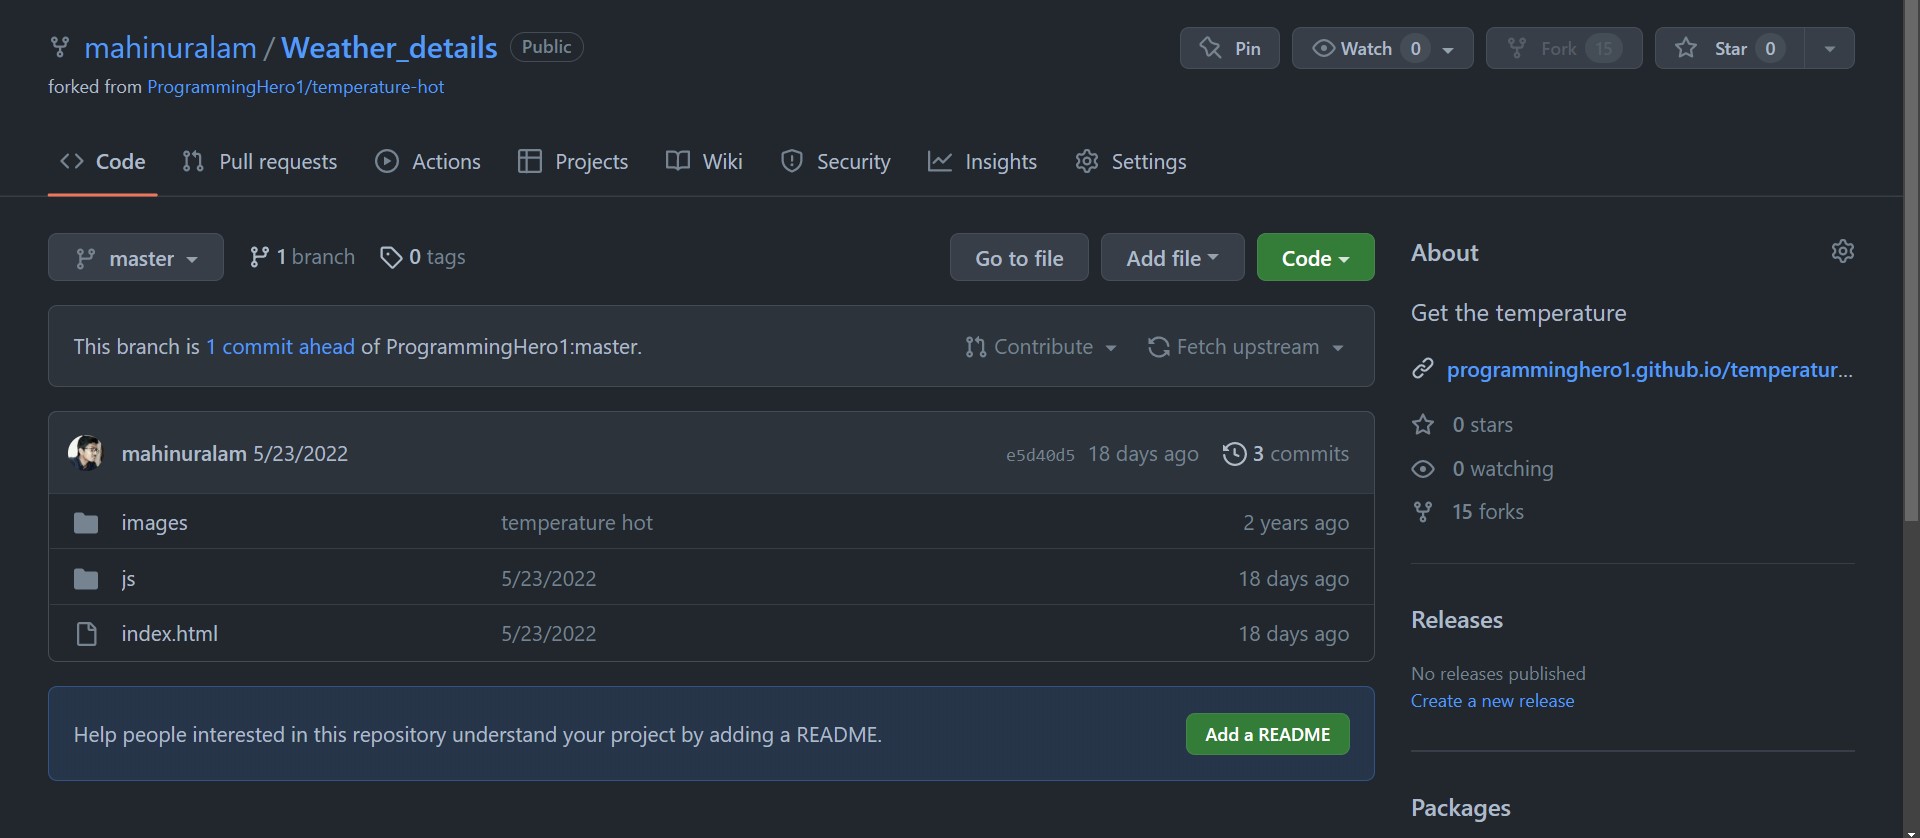 mahinuralam / Weather_details Public
Pin Watch 0 Fork 15 Star 0
forked from ProgrammingHero1/temperature-hot
Code Pull requests Actions Projects Wiki Security Insights Settings
master 1 branch 0 tags Go to file Add file Code
This branch is 1 commit ahead of ProgrammingHero1:master. Contribute Fetch upstream
mahinuralam 5/23/2022 e5d40d5 18 days ago 3 commits
images temperature hot 2 years ago
js 5/23/2022 18 days ago
index.html 5/23/2022 18 days ago
Help people interested in this repository understand your project by adding a README. Add a README
About
Get the temperature
programminghero1.github.io/temperatur...
0 stars
0 watching
15 forks
Releases
No releases published
Create a new release
Packages